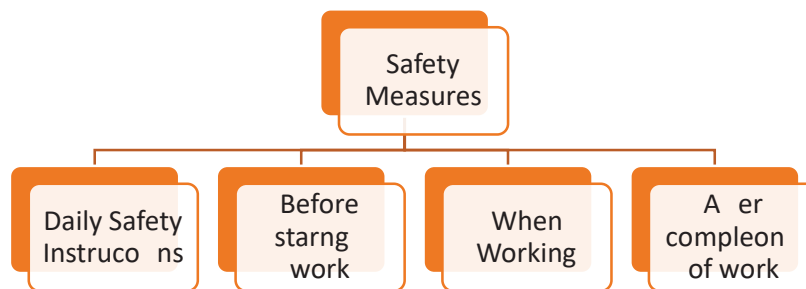 Safety
Measures
Daily Safety
Instruco ns
Before
starng
work
When
Working
A er
compleon
of work